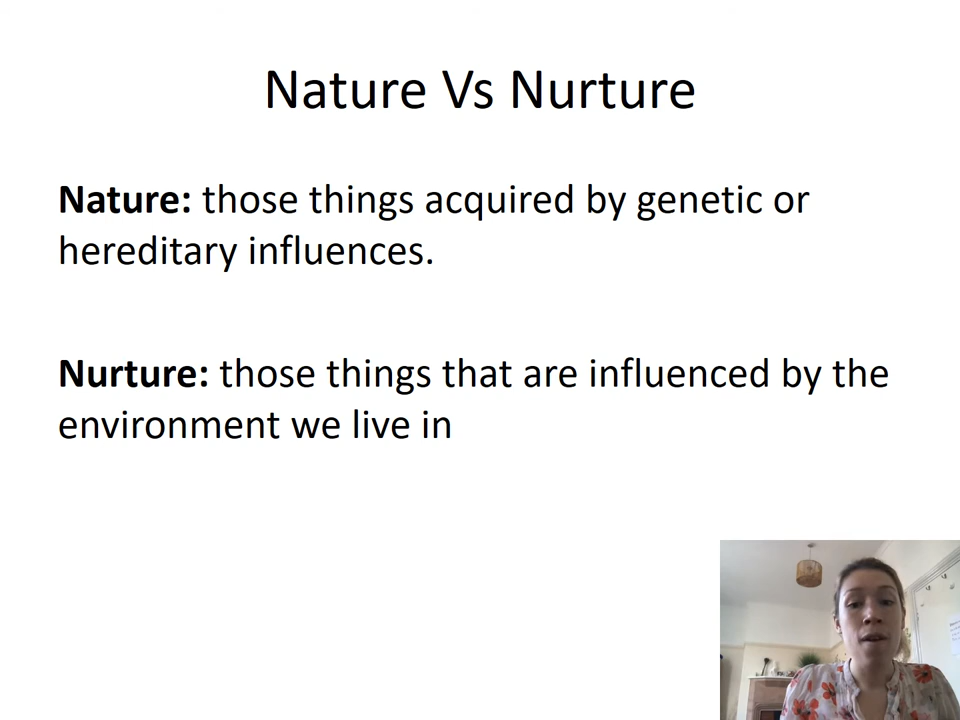 Nature Vs Nurture
Nature: those things acquired by genetic or
hereditary influences.
Nurture: those things that are influenced by the
environment we live in